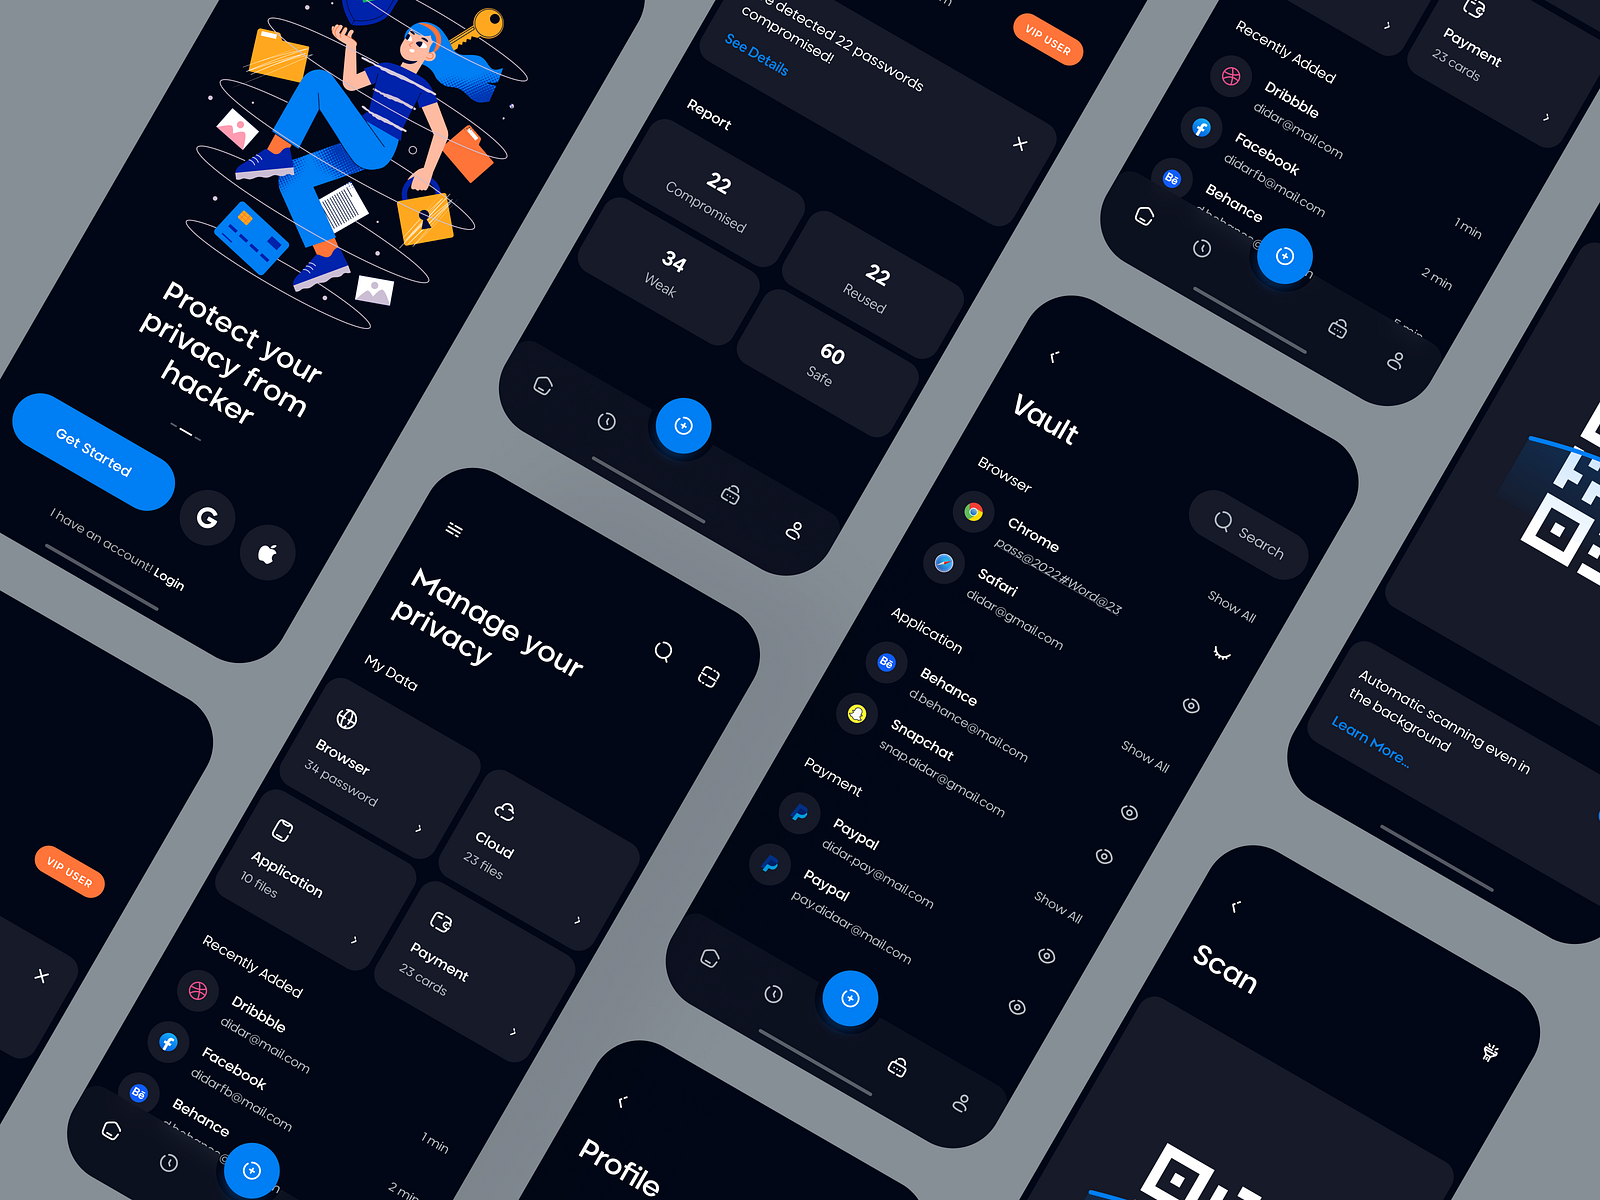 Protect your
privacy from
hacker
Get Started
G
I have an account! Login
VIP USER
detected 22 passwords
compromised!
See Details
Report
22
Compromised
22
Reused
34
Weak
60
Safe
VIP USER
Manage your
privacy
My Data
Browser
34 password
Cloud
23 files
Application
10 files
Payment
23 cards
Recently Added
Dribbble
didar@mail.com
1 min
Facebook
didarfb@mail.com
2 min
Bē
Behance
Payment
23 cards
Recently Added
Dribbble
didar@mail.com
1 min
Facebook
didarfb@mail.com
2 min
Bē
Behance
5 min
Vault
Search
Browser
Show All
Chrome
pass@2022#Word@23
Safari
didar@gmail.com
Application
Show All
Bē
Behance
d.behance@mail.com
Snapchat
snap.didar@gmail.com
Payment
Show All
Paypal
didar.pay@mail.com
Paypal
pay.didaar@mail.com
Profile
Automatic scanning even in
the background
Learn More...
Scan